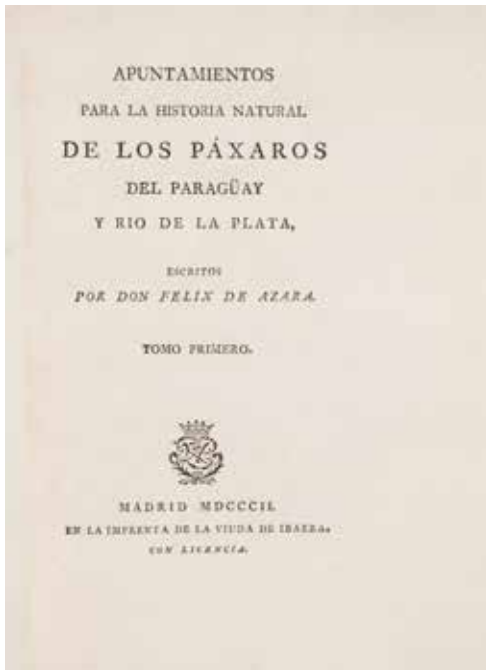 APUNTAMIENTOS
PARA LA HISTORIA NATURAL
DE LOS PÁXAROS
DEL PARAGÜAY
Y RIO DE LA PLATA,
ESCRITOS
POR DON FELIX DE AZARA.
TOMO PRIMERO.
MADRID MDCCCII.
EN LA IMPRENTA DE LA VIUDA DE IBARRA.
CON LICENCIA.